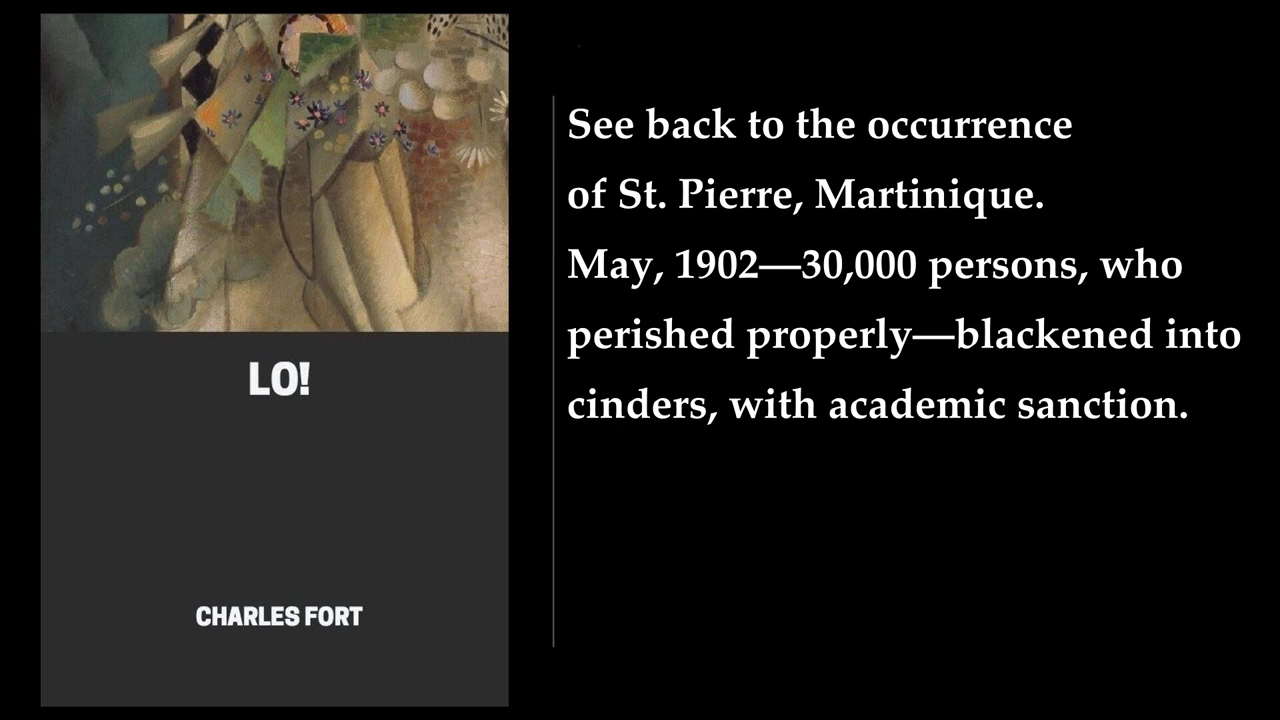 LO!
CHARLES FORT
See back to the occurrence
of St. Pierre, Martinique.
May, 1902—30,000 persons, who
perished properly—blackened into
cinders, with academic sanction.